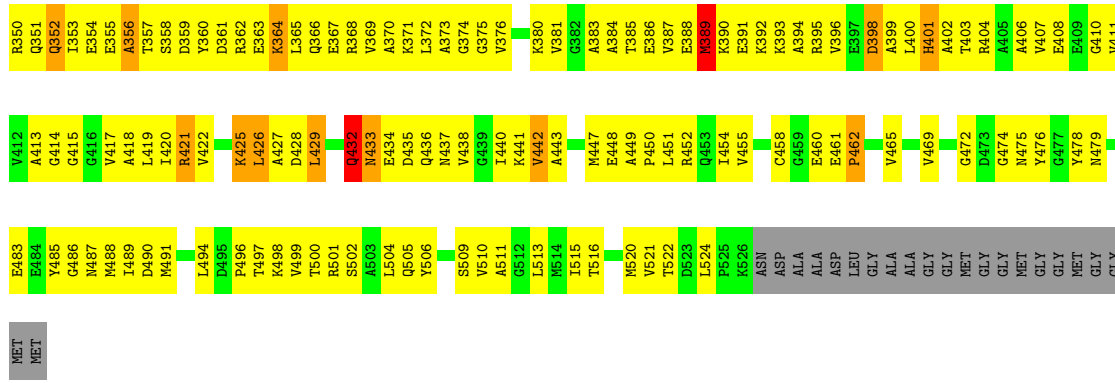 R350 Q351 Q352 I353 E354 E355 A356 T357 S358 D359 Y360 D361 R362 E363 K364 L365 Q366 E367 R368 V369 A370 K371 L372 A373 G374 G375 V376 K380 V381 G382 A383 A384 T385 E386 V387 E388 M389 K390 E391 K392 K393 A394 R395 V396 E397 D398 A399 L400 H401 A402 T403 R404 A405 A406 V407 E408 E409 G410 V411
V412 A413 G414 G415 G416 V417 A418 L419 I420 R421 V422 K425 L426 A427 D428 L429 Q432 N433 E434 D435 Q436 N437 V438 G439 I440 K441 V442 A443 M447 E448 A449 P450 L451 R452 Q453 I454 V455 C458 G459 E460 E461 P462 V465 V469 G472 D473 G474 N475 Y476 G477 Y478 N479
E483 E484 Y485 G486 N487 M488 I489 D490 M491 L494 D495 P496 T497 K498 V499 T500 R501 S502 A503 L504 Q505 Y506 S509 V510 A511 G512 L513 M514 I515 T516 M520 V521 T522 D523 L524 P525 K526 ASN ASP ALA ALA ASP LEU GLY ALA ALA GLY GLY MET GLY GLY MET GLY GLY MET GLY GLY
MET MET